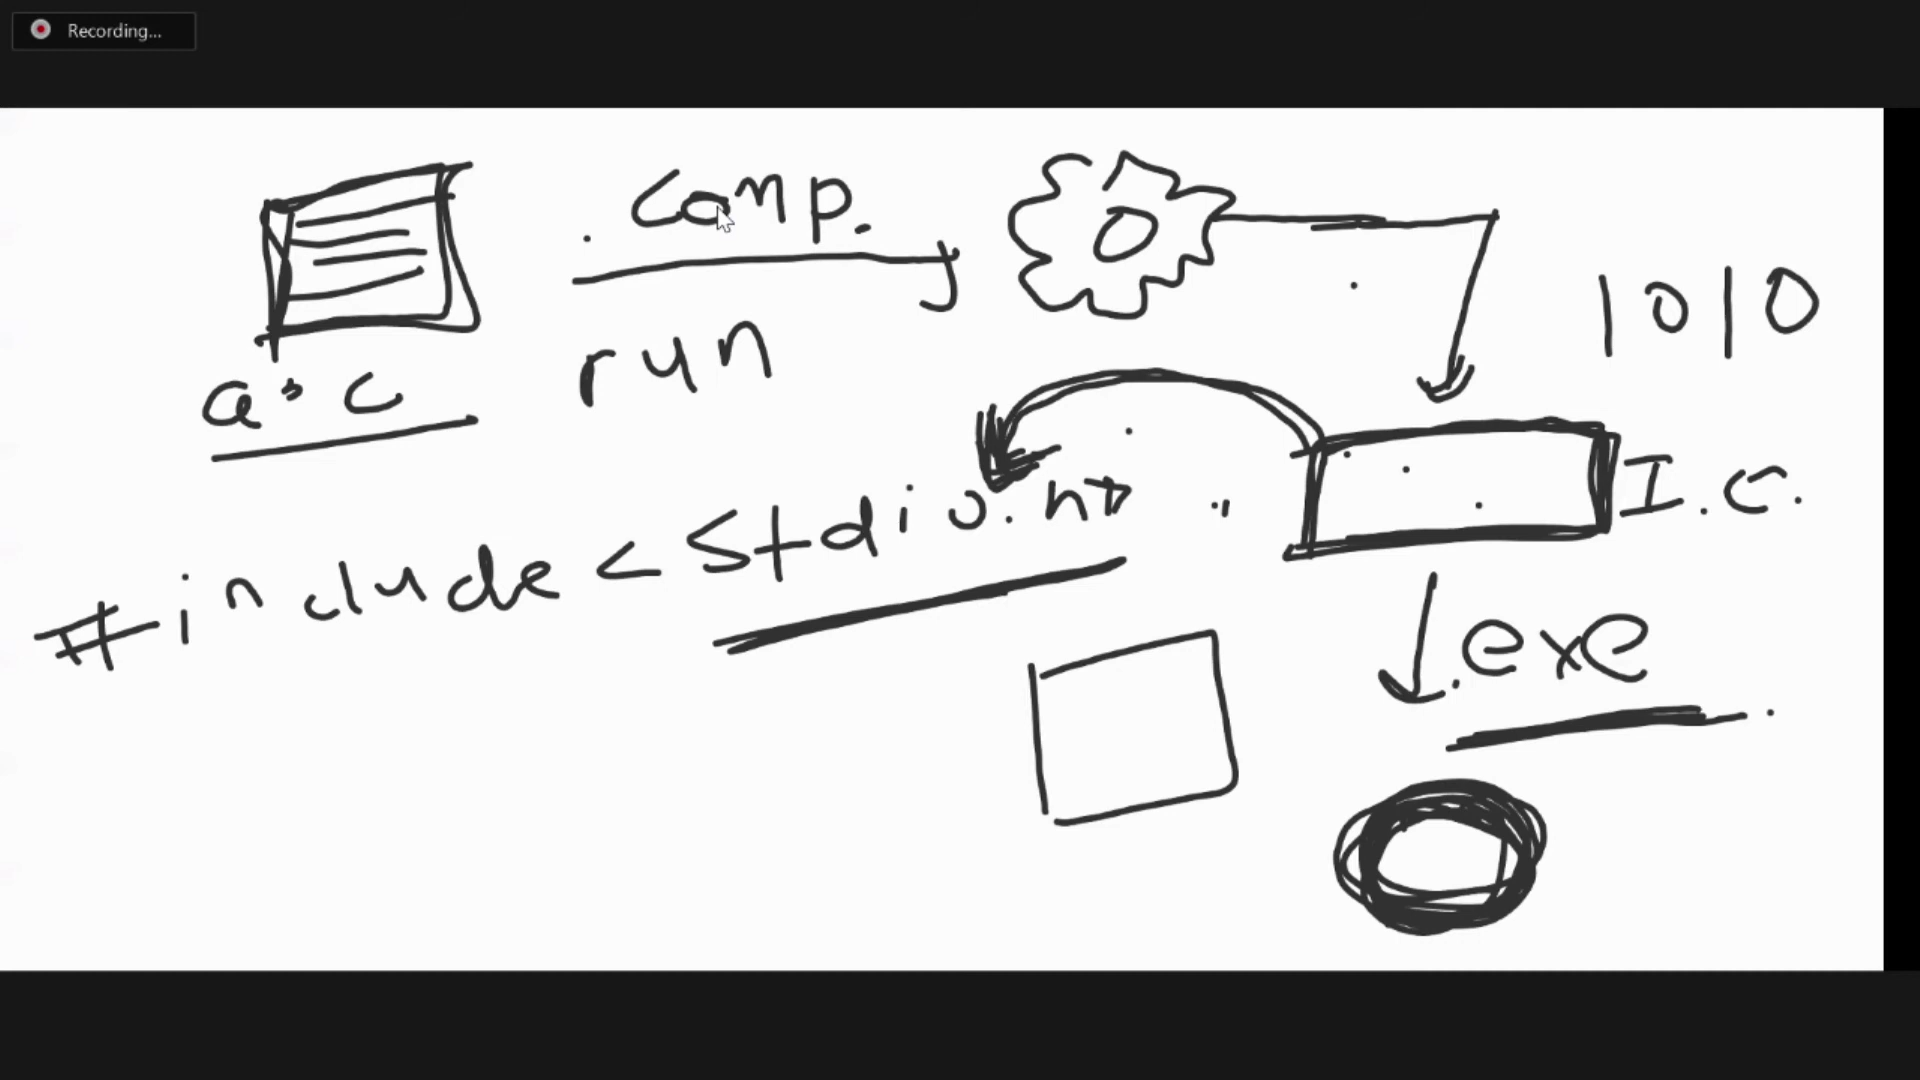 Recording...
Comp.
run
a.c
1010
I.C.
#include <stdio.h>
.exe